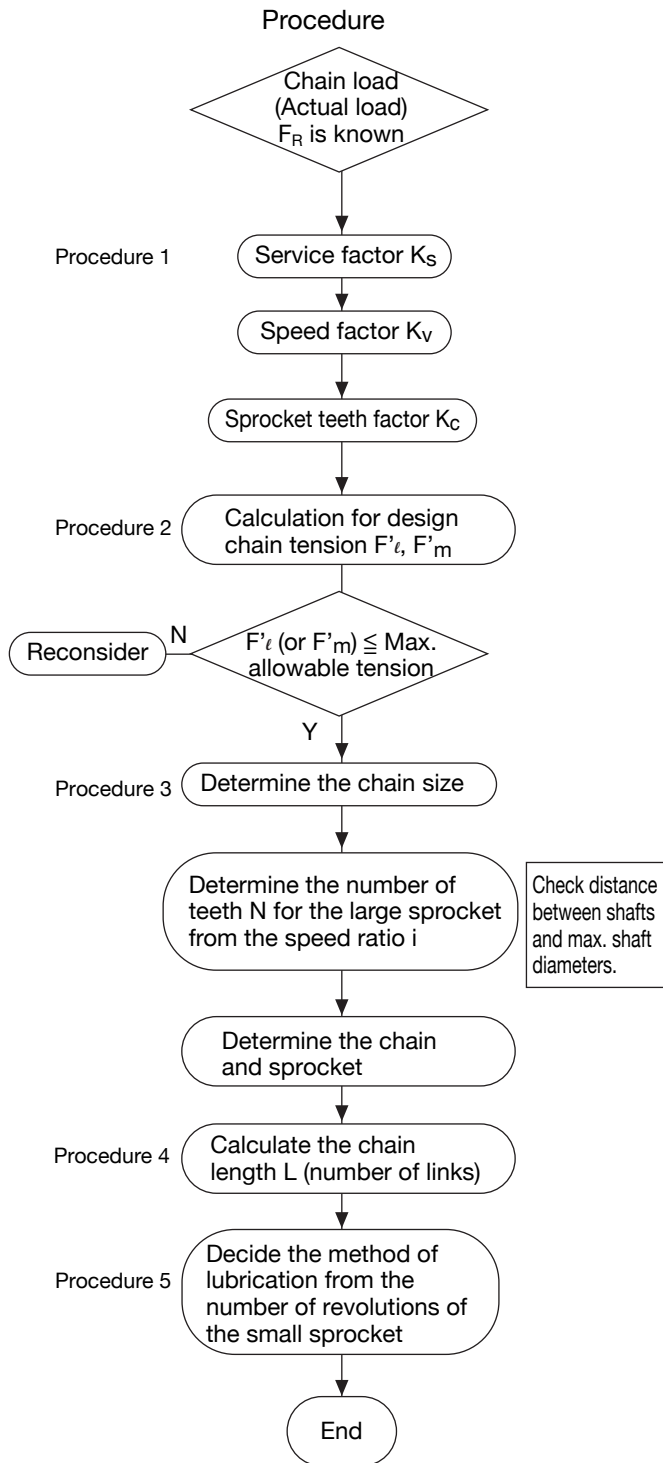 Procedure
Chain load
(Actual load)
F_R is known
Procedure 1
Service factor K_S
Speed factor K_V
Sprocket teeth factor K_C
Procedure 2
Calculation for design
chain tension F'ℓ, F'm
N
Reconsider
F'ℓ (or F'm) ≦ Max.
allowable tension
Y
Procedure 3
Determine the chain size
Determine the number of
teeth N for the large sprocket
from the speed ratio i
Check distance
between shafts
and max. shaft
diameters.
Determine the chain
and sprocket
Procedure 4
Calculate the chain
length L (number of links)
Procedure 5
Decide the method of
lubrication from the
number of revolutions of
the small sprocket
End